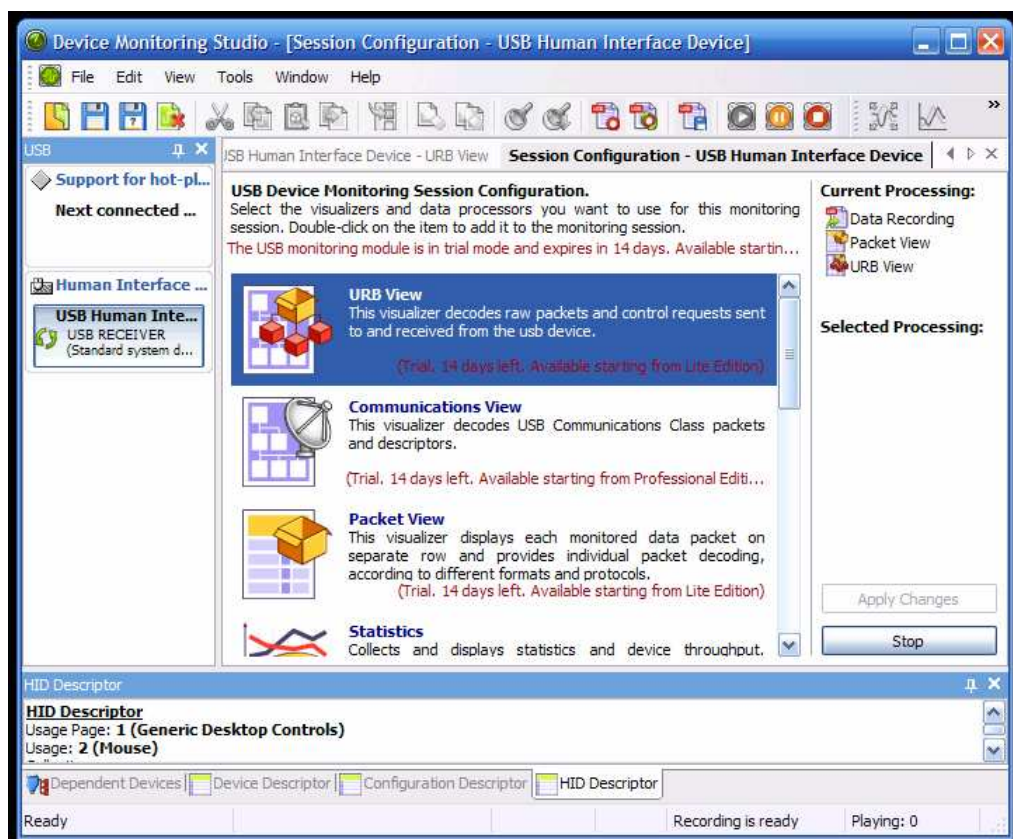 Device Monitoring Studio - [Session Configuration - USB Human Interface Device]
File Edit View Tools Window Help
USB
Support for hot-pl...
Next connected ...
Human Interface ...
USB Human Inte...
USB RECEIVER
(Standard system d...
USB Human Interface Device - URB View Session Configuration - USB Human Interface Device
USB Device Monitoring Session Configuration.
Select the visualizers and data processors you want to use for this monitoring
session. Double-click on the item to add it to the monitoring session.
The USB monitoring module is in trial mode and expires in 14 days. Available startin...
URB View
This visualizer decodes raw packets and control requests sent
to and received from the usb device.
(Trial. 14 days left. Available starting from Lite Edition)
Communications View
This visualizer decodes USB Communications Class packets
and descriptors.
(Trial. 14 days left. Available starting from Professional Editi...
Packet View
This visualizer displays each monitored data packet on
separate row and provides individual packet decoding,
according to different formats and protocols.
(Trial. 14 days left. Available starting from Lite Edition)
Statistics
Collects and displays statistics and device throughput.
Current Processing:
Data Recording
Packet View
URB View
Selected Processing:
Apply Changes
Stop
HID Descriptor
HID Descriptor
Usage Page: 1 (Generic Desktop Controls)
Usage: 2 (Mouse)
Dependent Devices Device Descriptor Configuration Descriptor HID Descriptor
Ready Recording is ready Playing: 0